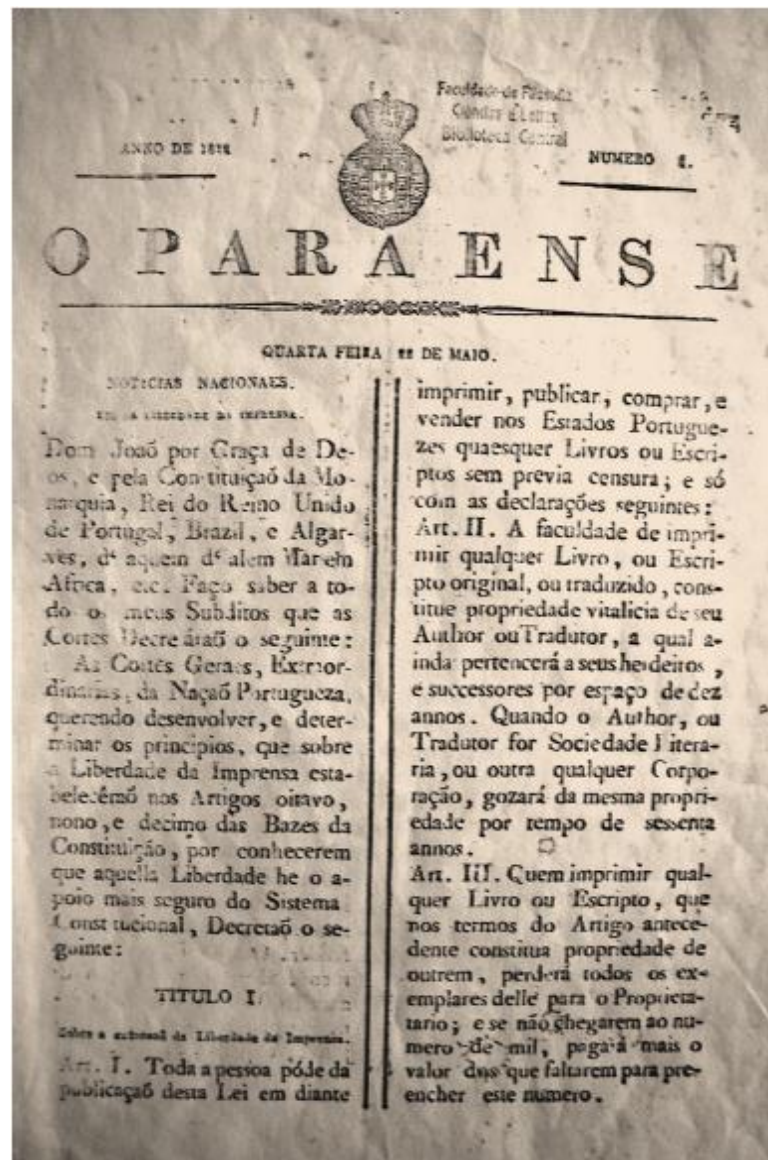 Faculdade de Filosofia
Ciências e Letras
Biblioteca Central
ANNO DE 1822
NUMERO 1.
O PARAENSE
QUARTA FEIRA 22 DE MAIO.
NOTICIAS NACIONAES.
LIBERDADE DA IMPRENSA.
Dom Joaõ por Graça de De-
os, e pela Constituiçaõ da Mo-
narquia, Rei do Reino Unido
de Portugal, Brazil, e Algar-
ves, d'aquem d'alem Mar em
Africa, etc. Faço saber a to-
do os meus Subditos que as
Cortes Decretáraõ o seguinte:
As Cortes Geraes, Extraor-
dinarias, da Naçaõ Portugueza,
querendo desenvolver, e deter-
minar os principios, que sobre
a Liberdade da Imprensa esta-
belecêraõ nos Artigos oitavo,
nono, e decimo das Bazes da
Constituição, por conhecerem
que aquella Liberdade he o a-
poio mais seguro do Sistema
Constitucional, Decretaõ o se-
guinte:
TITULO I.
Sobre a extensaõ da Liberdade da Imprensa.
Art. I. Toda a pessoa póde da
publicaçaõ desta Lei em diante
imprimir, publicar, comprar, e
vender nos Estados Portugue-
zes quaesquer Livros ou Escri-
ptos sem previa censura; e só
com as declarações seguintes:
Art. II. A faculdade de impri-
mir qualquer Livro, ou Escri-
pto original, ou traduzido, cons-
titue propriedade vitalicia de seu
Author ou Tradutor, a qual a-
inda pertencerá a seus herdeiros,
e successores por espaço de dez
annos. Quando o Author, ou
Tradutor for Sociedade Litera-
ria, ou outra qualquer Corpo-
ração, gozará da mesma propri-
edade por tempo de sessenta
annos.
Art. III. Quem imprimir qual-
quer Livro ou Escripto, que
nos termos do Artigo antece-
dente constitua propriedade de
outrem, perderá todos os ex-
emplares delle para o Proprieta-
tario; e se não chegarem ao nu-
mero de mil, pagará mais o
valor dos que faltarem para pre-
encher este numero.